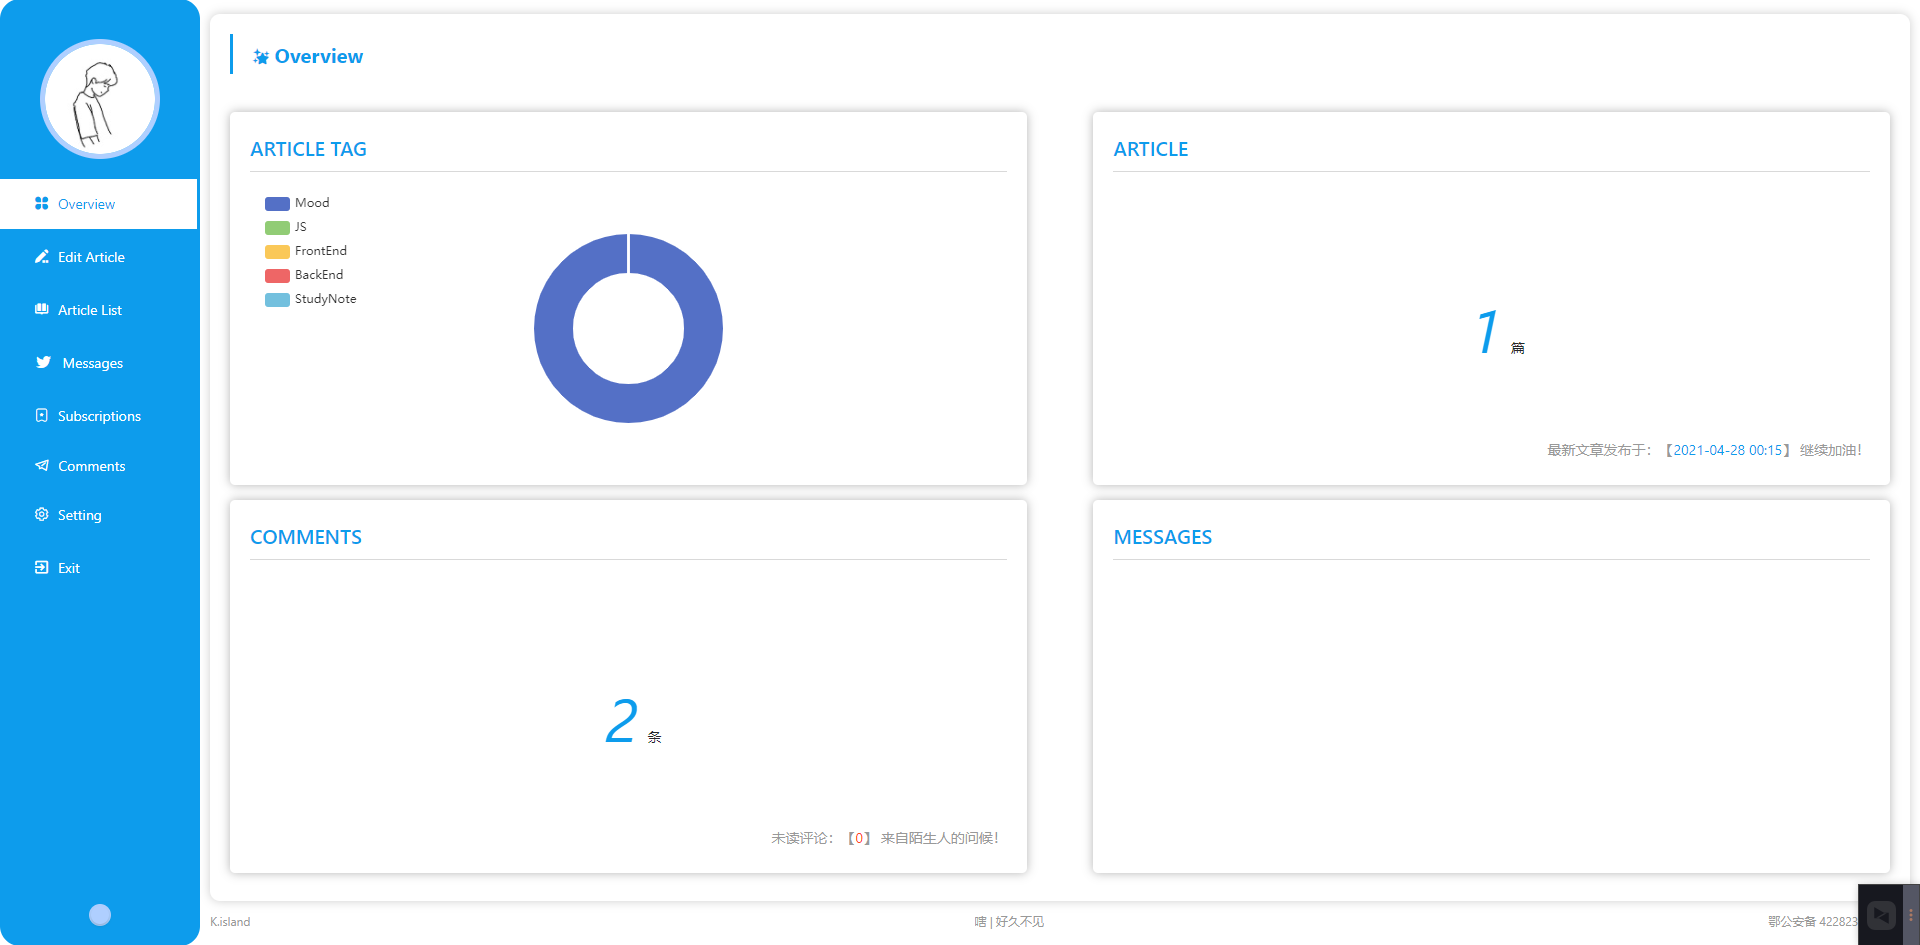 Overview
Overview
Edit Article
Article List
Messages
Subscriptions
Comments
Setting
Exit
ARTICLE TAG
Mood
JS
FrontEnd
BackEnd
StudyNote
ARTICLE
1 篇
最新文章发布于：【2021-04-28 00:15】 继续加油！
COMMENTS
2 条
未读评论：【0】 来自陌生人的问候！
MESSAGES
K.island
嘻 | 好久不见
鄂公安备 422823